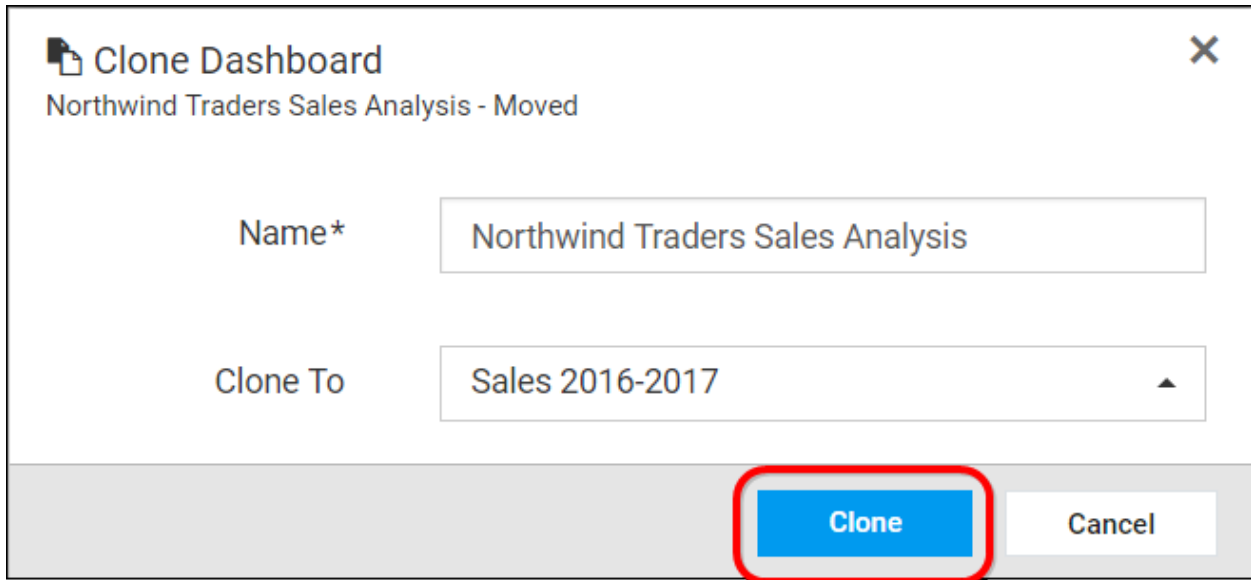 Clone Dashboard
Northwind Traders Sales Analysis - Moved
Name* Northwind Traders Sales Analysis
Clone To Sales 2016-2017
Clone Cancel